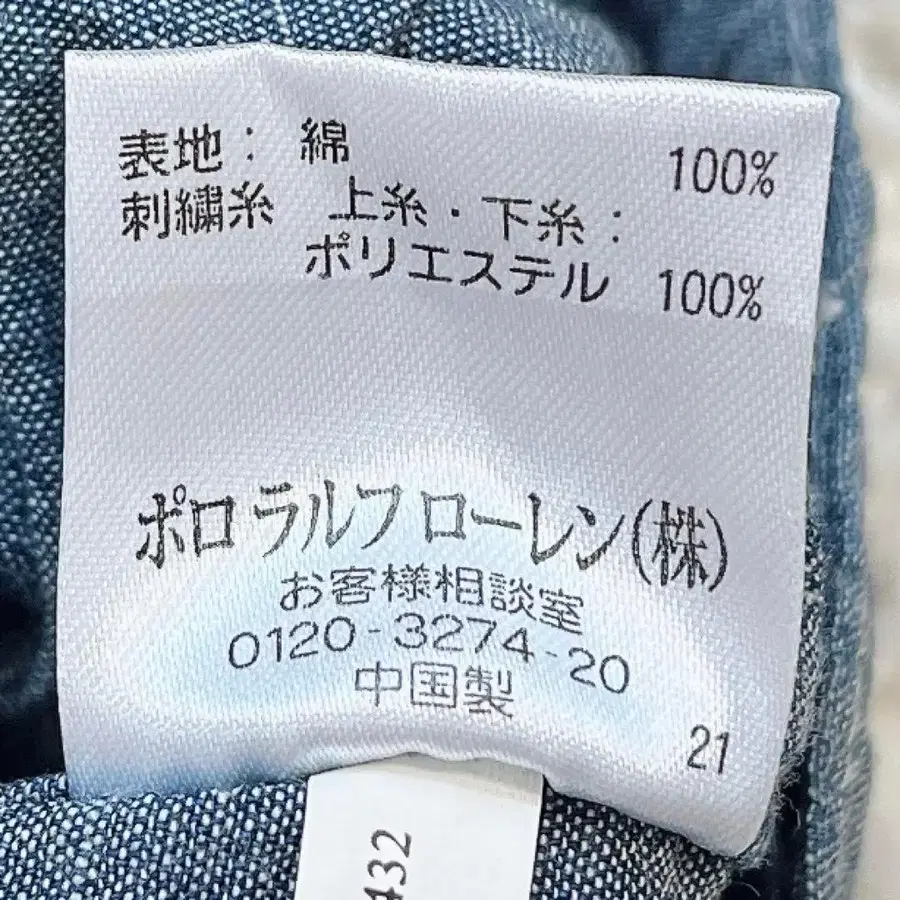 表地： 綿 100%
刺繍糸 上糸・下糸：
ポリエステル 100%
ポロ ラルフ ローレン(株)
お客様相談室
0120-3274-20
中国製
21
432